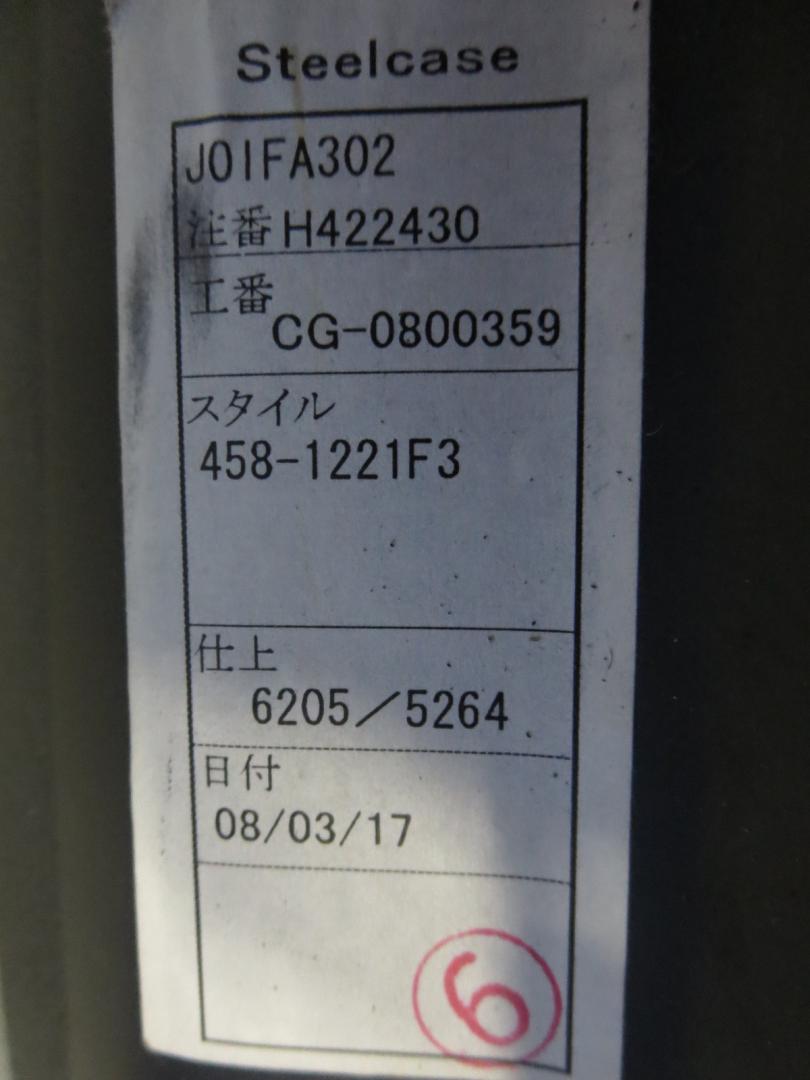 Steelcase
J01FA302
注番H422430
工番
CG-0800359
スタイル
458-1221F3
仕上
6205／5264
日付
08/03/17
6